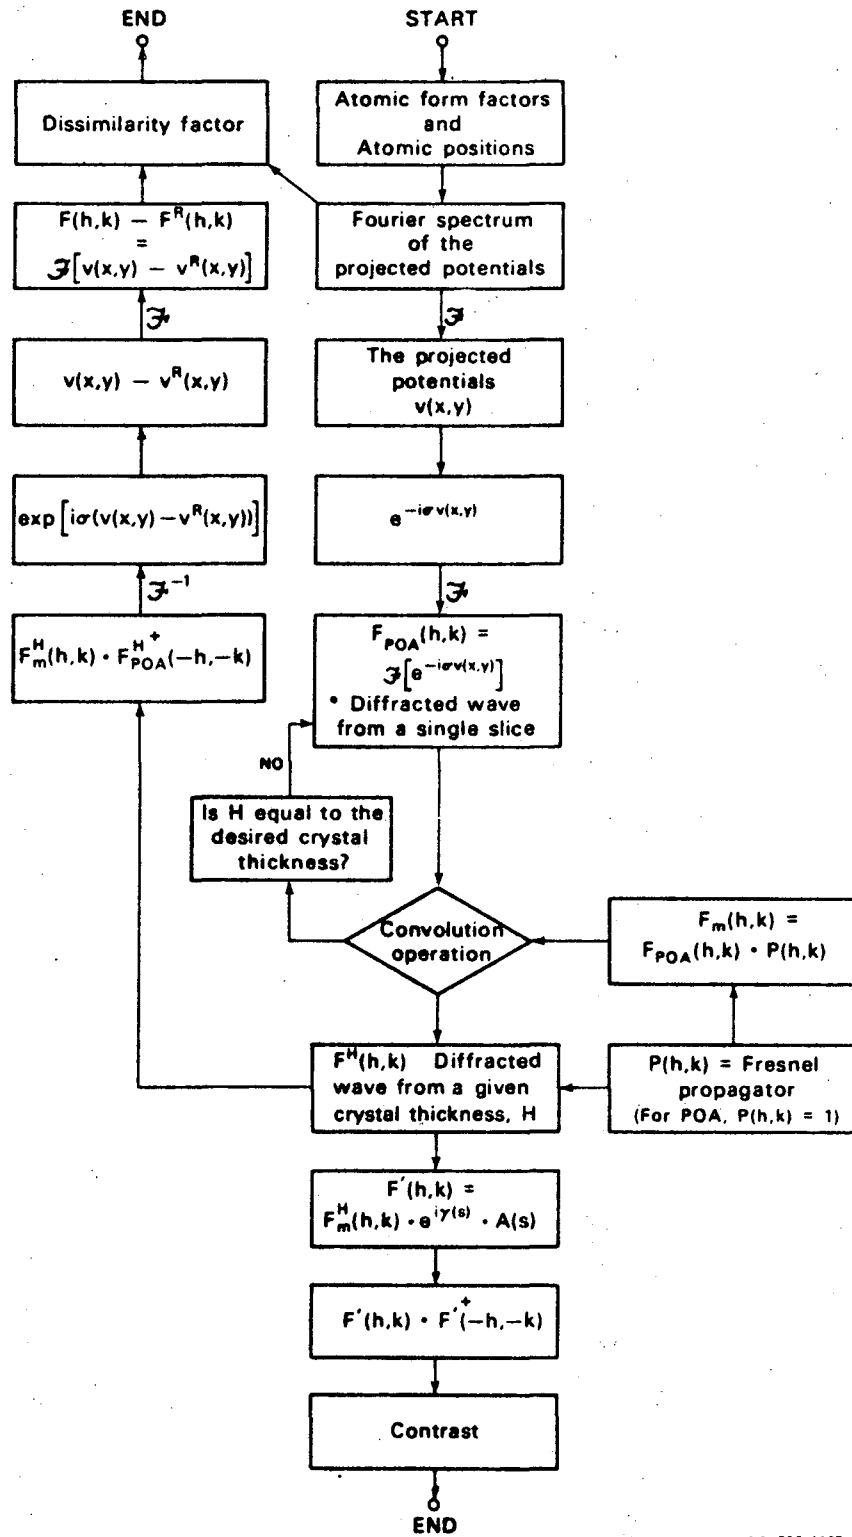 END
START
Dissimilarity factor
Atomic form factors
and
Atomic positions
F(h,k) − F^R(h,k)
=
ℱ[v(x,y) − v^R(x,y)]
Fourier spectrum
of the
projected potentials
ℱ
ℱ
v(x,y) − v^R(x,y)
The projected
potentials
v(x,y)
exp[iσ(v(x,y)−v^R(x,y))]
e^{−iσv(x,y)}
ℱ^{−1}
ℱ
F_m^H(h,k) • F_{POA}^{H+}(−h,−k)
F_{POA}(h,k) =
ℱ[e^{−iσv(x,y)}]
• Diffracted wave
from a single slice
NO
Is H equal to the
desired crystal
thickness?
Convolution
operation
F_m(h,k) =
F_{POA}(h,k) • P(h,k)
F^H(h,k) Diffracted
wave from a given
crystal thickness, H
P(h,k) = Fresnel
propagator
(For POA, P(h,k) = 1)
F′(h,k) =
F_m^H(h,k) • e^{iγ(s)} • A(s)
F′(h,k) • F′^+(−h,−k)
Contrast
END